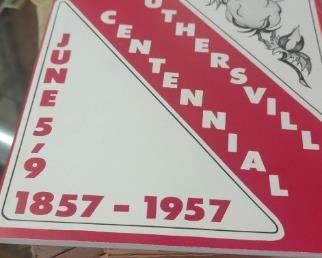 UTHERSVILL
CENTENNIAL
JUNE 5/9
1857 - 1957